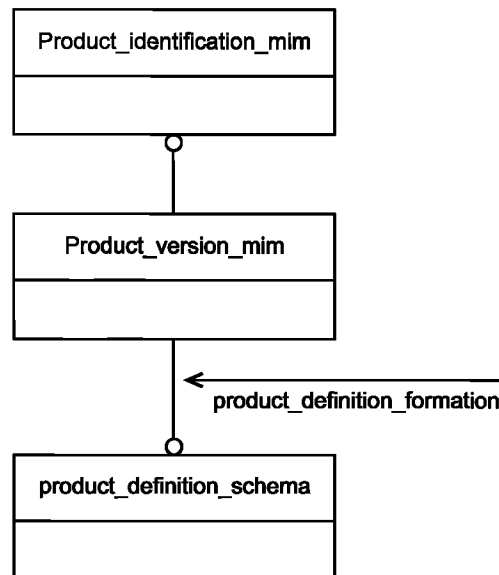 Product_identification_mim
Product_version_mim
product_definition_formation
product_definition_schema